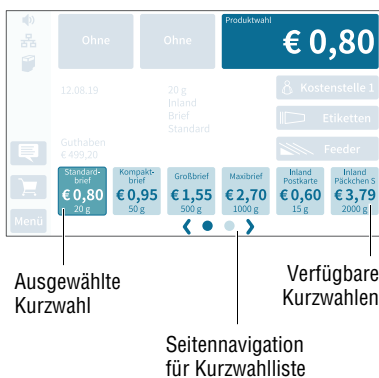 Ohne
Ohne
Produktwahl
€ 0,80
12.08.19
20 g
Inland
Brief
Standard
Kostenstelle 1
Etiketten
Feeder
Guthaben
€ 499,20
Menü
Standard-
brief
€ 0,80
20 g
Kompakt-
brief
€ 0,95
50 g
Großbrief
€ 1,55
500 g
Maxibrief
€ 2,70
1000 g
Inland
Postkarte
€ 0,60
15 g
Inland
Päckchen S
€ 3,79
2000 g
Ausgewählte
Kurzwahl
Verfügbare
Kurzwahlen
Seitennavigation
für Kurzwahlliste